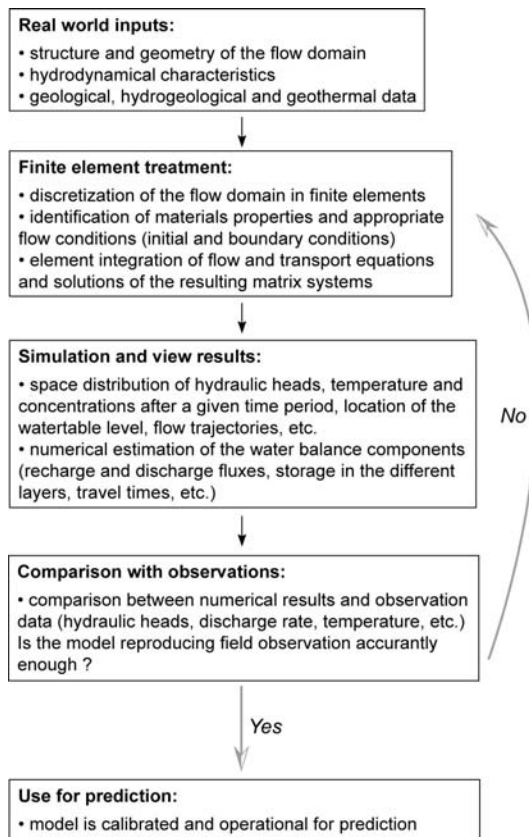 Real world inputs:
• structure and geometry of the flow domain
• hydrodynamical characteristics
• geological, hydrogeological and geothermal data
Finite element treatment:
• discretization of the flow domain in finite elements
• identification of materials properties and appropriate
flow conditions (initial and boundary conditions)
• element integration of flow and transport equations
and solutions of the resulting matrix systems
Simulation and view results:
• space distribution of hydraulic heads, temperature and
concentrations after a given time period, location of the
watertable level, flow trajectories, etc.
• numerical estimation of the water balance components
(recharge and discharge fluxes, storage in the different
layers, travel times, etc.)
No
Comparison with observations:
• comparison between numerical results and observation
data (hydraulic heads, discharge rate, temperature, etc.)
Is the model reproducing field observation accurantly
enough ?
Yes
Use for prediction:
• model is calibrated and operational for prediction